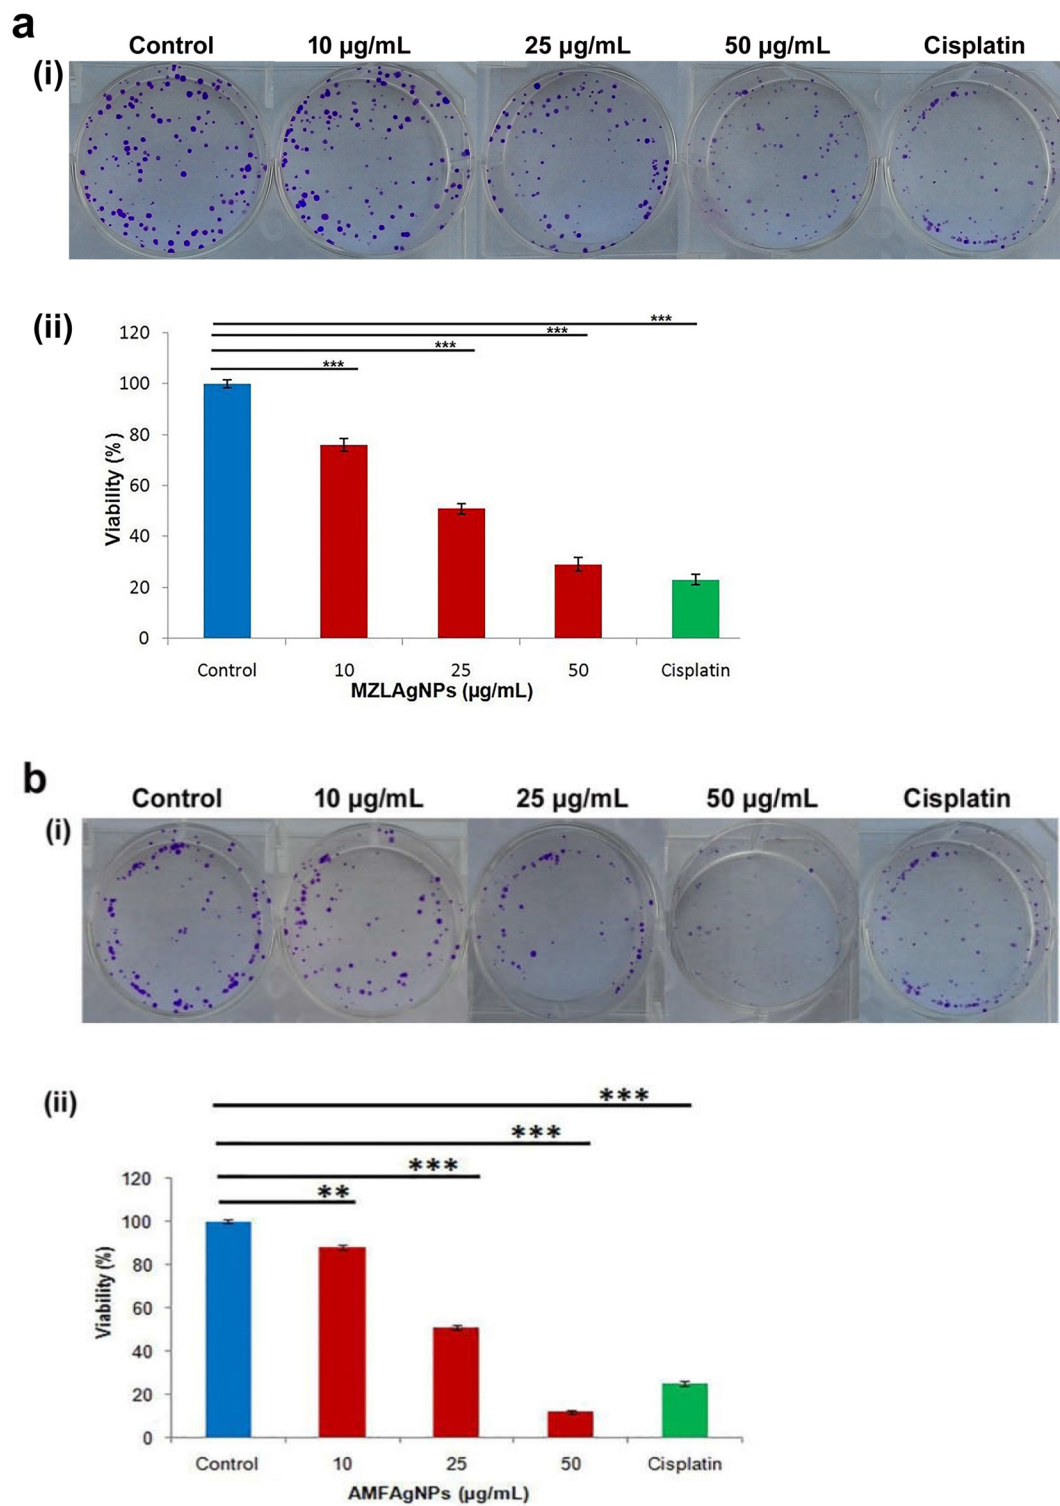 a
Control 10 µg/mL 25 µg/mL 50 µg/mL Cisplatin
(i)
(ii)
***
***
***
***
120
100
80
60
40
20
0
Viability (%)
Control 10 25 50 Cisplatin
MZLAgNPs (µg/mL)
b
Control 10 µg/mL 25 µg/mL 50 µg/mL Cisplatin
(i)
(ii)
***
***
***
**
120
100
80
60
40
20
0
Viability (%)
Control 10 25 50 Cisplatin
AMFAgNPs (µg/mL)